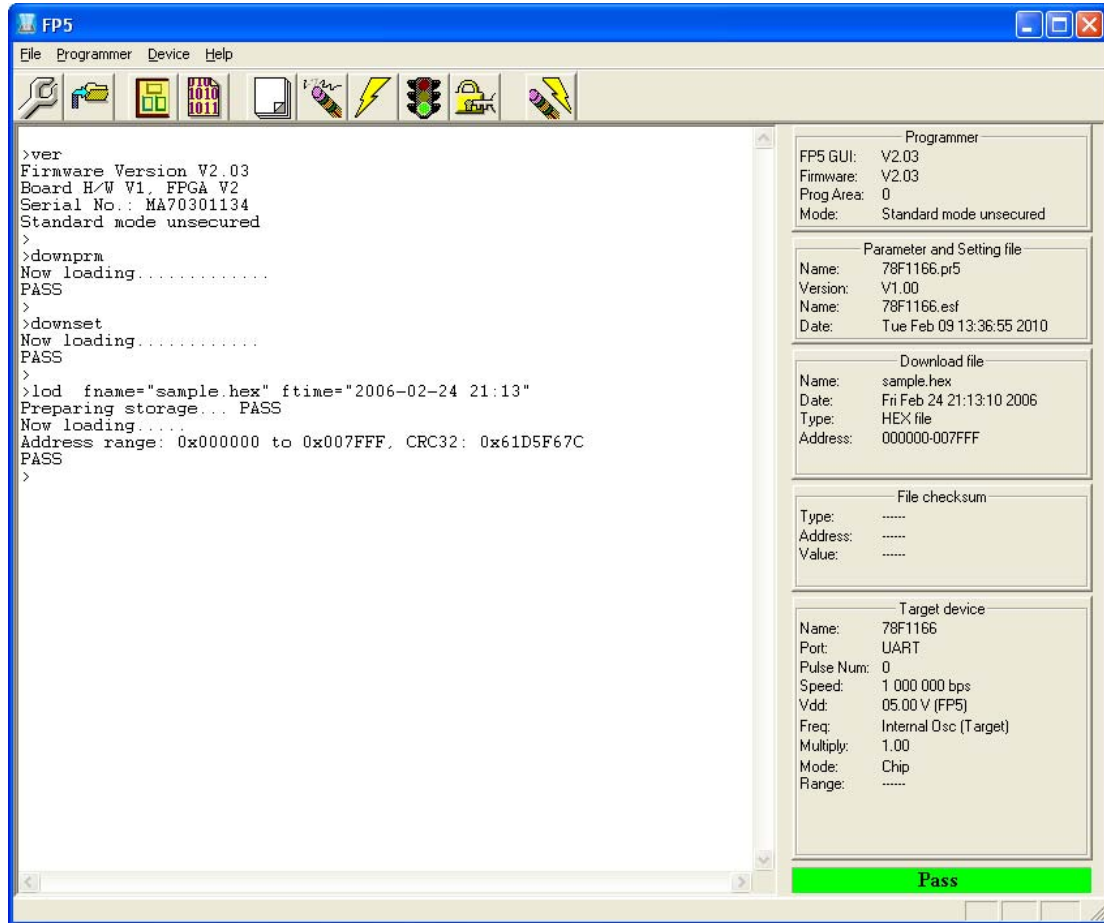 FP5
File Programmer Device Help
>ver
Firmware Version V2.03
Board H/W V1, FPGA V2
Serial No.: MA70301134
Standard mode unsecured
>
>downprm
Now loading.............
PASS
>
>downset
Now loading............
PASS
>
>lod fname="sample.hex" ftime="2006-02-24 21:13"
Preparing storage... PASS
Now loading.....
Address range: 0x000000 to 0x007FFF, CRC32: 0x61D5F67C
PASS
>
Programmer
FP5 GUI: V2.03
Firmware: V2.03
Prog Area: 0
Mode: Standard mode unsecured
Parameter and Setting file
Name: 78F1166.pr5
Version: V1.00
Name: 78F1166.esf
Date: Tue Feb 09 13:36:55 2010
Download file
Name: sample.hex
Date: Fri Feb 24 21:13:10 2006
Type: HEX file
Address: 000000-007FFF
File checksum
Type: ------
Address: ------
Value: ------
Target device
Name: 78F1166
Port: UART
Pulse Num: 0
Speed: 1 000 000 bps
Vdd: 05.00 V (FP5)
Freq: Internal Osc (Target)
Multiply: 1.00
Mode: Chip
Range: ------
Pass